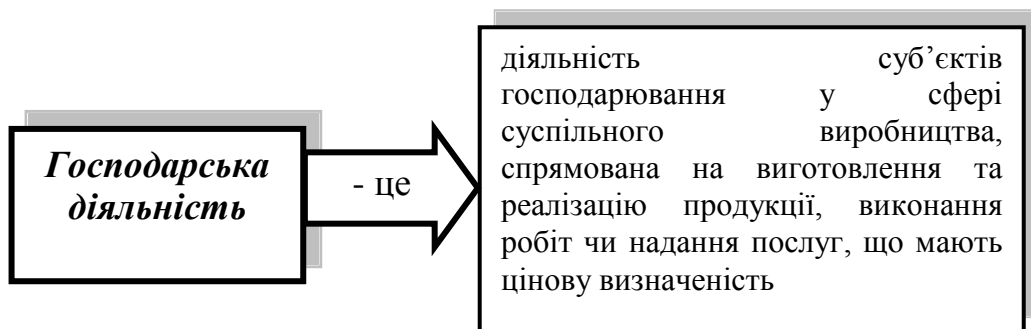 Господарська
діяльність
- це
діяльність суб’єктів
господарювання у сфері
суспільного виробництва,
спрямована на виготовлення та
реалізацію продукції, виконання
робіт чи надання послуг, що мають
цінову визначеність